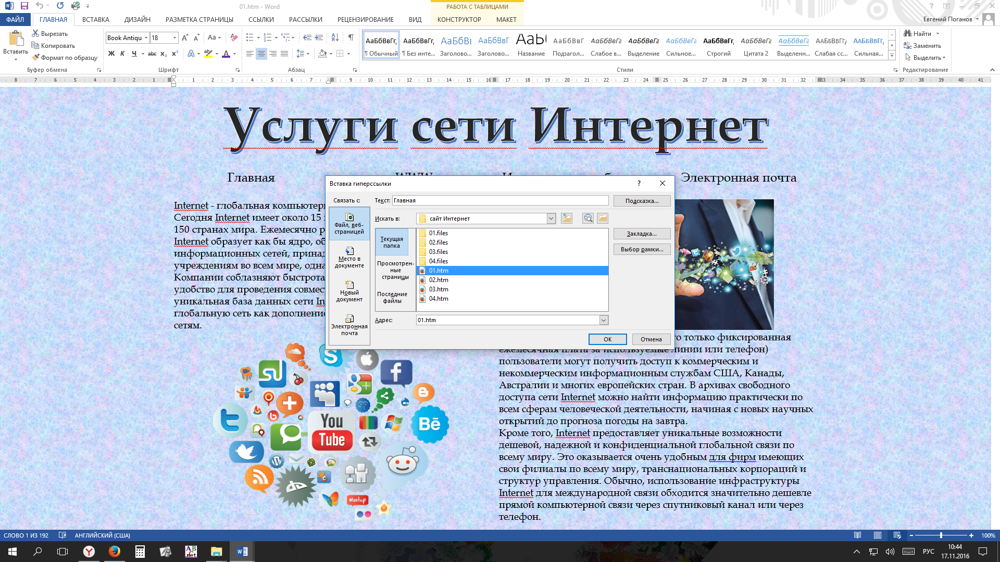 01.htm - Word
РАБОТА С ТАБЛИЦАМИ
ФАЙЛ ГЛАВНАЯ ВСТАВКА ДИЗАЙН РАЗМЕТКА СТРАНИЦЫ ССЫЛКИ РАССЫЛКИ РЕЦЕНЗИРОВАНИЕ ВИД КОНСТРУКТОР МАКЕТ Евгений Поганов
Вставить
Вырезать
Копировать
Формат по образцу
Буфер обмена
Book Antiqu 18
Ж К Ч abc x₂ x²
Шрифт
Абзац
АаБбВвГг, АаБбВвГг, АаБбВ АаБбВвГ АаЬ АаБбВвГ АаБбВвГг АаБбВвГг АаБбВвГг АаБбВвГг, АаБбВвГг АаБбВвГг ААББВВГГ, ААББВВГГ,
¶ Обычный ¶ Без инте... Заголово... Заголово... Название Подзагол... Слабое в... Выделение Сильное... Строгий Цитата 2 Выделенн... Слабая сс... Сильная...
Стили
Найти
Заменить
Выделить
Редактирование
8 7 6 5 4 3 2 1 1 2 3 4 5 6 7 9 10 11 12 13 14 15 16 17 18 19 20 21 22 23 24 25 26 27 28 29 30 31 32 33 34 35 36 37 38 39 40 41
Услуги сети Интернет
Главная WWW Электронная почта
Internet - глобальная компьютер
Сегодня Internet имеет около 15
150 странах мира. Ежемесячно р
Internet образует как бы ядро, об
информационных сетей, принад
учреждениям во всем мире, одна
Компании соблазняют быстрота
удобство для проведения совмест
уникальная база данных сети In
глобальную сеть как дополнение
сетям.
Вставка гиперссылки ?
Связать с:
Файл, веб-страницей
Место в документе
Новый документ
Электронная почта
Текст: Главная
Подсказка...
Искать в: сайт Интернет
Текущая папка
Просмотрен-ные страницы
Последние файлы
01.files
02.files
03.files
04.files
01.htm
02.htm
03.htm
04.htm
Закладка...
Выбор рамки...
Адрес: 01.htm
ОК Отмена
только фиксированная
ежемесячная плата за используемые линии или телефон)
пользователи могут получить доступ к коммерческим и
некоммерческим информационным службам США, Канады,
Австралии и многих европейских стран. В архивах свободного
доступа сети Internet можно найти информацию практически по
всем сферам человеческой деятельности, начиная с новых научных
открытий до прогноза погоды на завтра.
Кроме того, Internet предоставляет уникальные возможности
дешевой, надежной и конфиденциальной глобальной связи по
всему миру. Это оказывается очень удобным для фирм имеющих
свои филиалы по всему миру, транснациональных корпораций и
структур управления. Обычно, использование инфраструктуры
Internet для международной связи обходится значительно дешевле
прямой компьютерной связи через спутниковый канал или через
телефон.
You
Tube
Bē
Meetup
СЛОВО 1 ИЗ 192 АНГЛИЙСКИЙ (США) 100%
РУС
10:44
17.11.2016